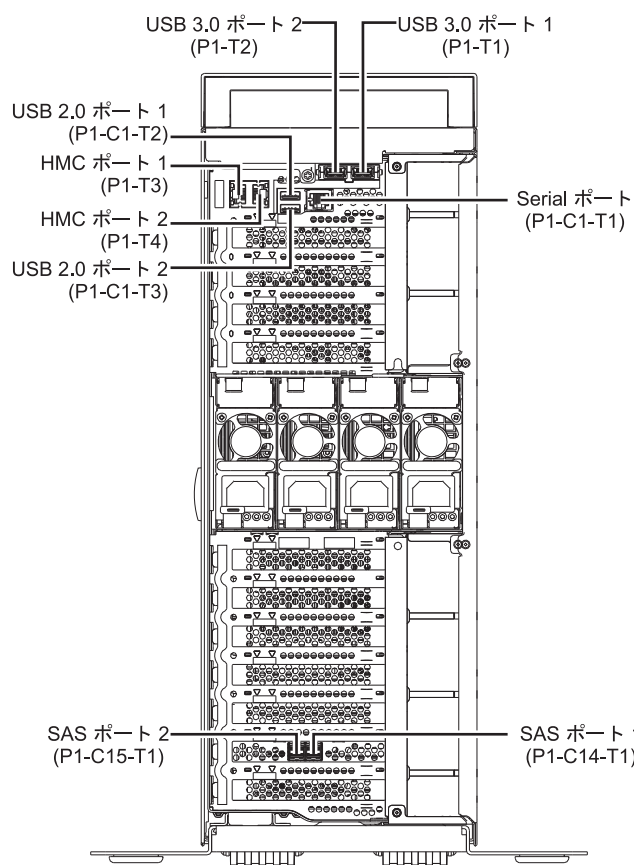 USB 3.0 ポート 2
(P1-T2)
USB 3.0 ポート 1
(P1-T1)
USB 2.0 ポート 1
(P1-C1-T2)
HMC ポート 1
(P1-T3)
HMC ポート 2
(P1-T4)
USB 2.0 ポート 2
(P1-C1-T3)
Serial ポート
(P1-C1-T1)
SAS ポート 2
(P1-C15-T1)
SAS ポート 1
(P1-C14-T1)